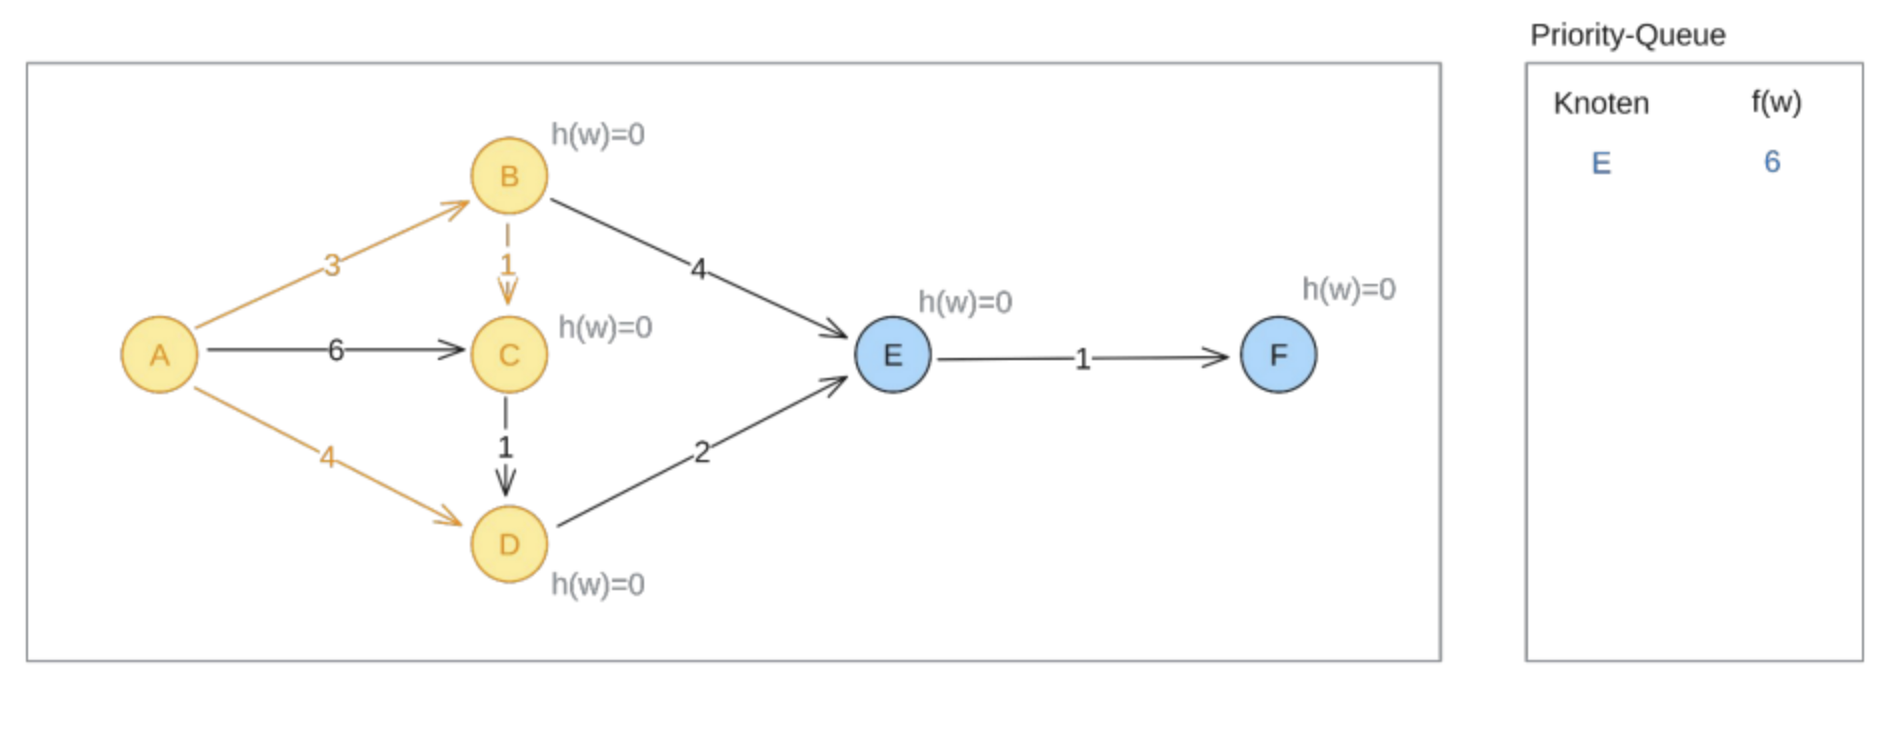 Priority-Queue
Knoten f(w)
E 6
h(w)=0
B
3
1
4
h(w)=0
h(w)=0
h(w)=0
A
6
C
E
1
F
1
4
2
D
h(w)=0